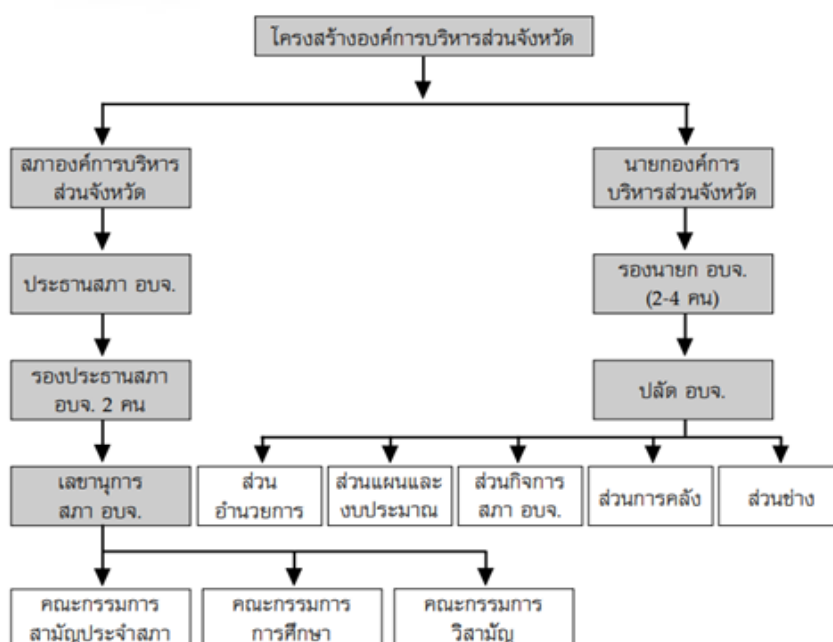 โครงสร้างองค์การบริหารส่วนจังหวัด
สภาองค์การบริหาร
ส่วนจังหวัด
นายกองค์การ
บริหารส่วนจังหวัด
ประธานสภา อบจ.
รองนายก อบจ.
(2-4 คน)
รองประธานสภา
อบจ. 2 คน
ปลัด อบจ.
เลขานุการ
สภา อบจ.
ส่วน
อำนวยการ
ส่วนแผนและ
งบประมาณ
ส่วนกิจการ
สภา อบจ.
ส่วนการคลัง
ส่วนช่าง
คณะกรรมการ
สามัญประจำสภา
คณะกรรมการ
การศึกษา
คณะกรรมการ
วิสามัญ